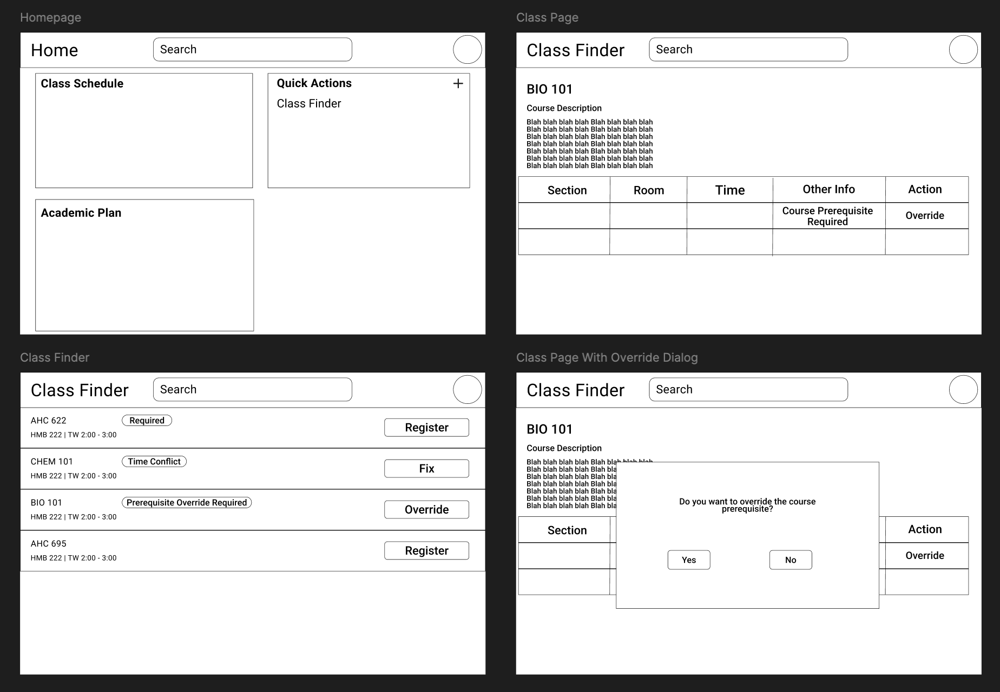 Homepage
Home
Search
Class Schedule
Quick Actions
+
Class Finder
Academic Plan
Class Page
Class Finder
Search
BIO 101
Course Description
Blah blah blah blah Blah blah blah blah
Blah blah blah blah Blah blah blah blah
Blah blah blah blah Blah blah blah blah
Blah blah blah blah Blah blah blah blah
Blah blah blah blah Blah blah blah blah
Blah blah blah blah Blah blah blah blah
Blah blah blah blah Blah blah blah blah
Section Room Time Other Info Action
Course Prerequisite
Required
Override
Class Finder
Class Finder
Search
AHC 622
Required
HMB 222 | TW 2:00 - 3:00
Register
CHEM 101
Time Conflict
HMB 222 | TW 2:00 - 3:00
Fix
BIO 101
Prerequisite Override Required
HMB 222 | TW 2:00 - 3:00
Override
AHC 695
HMB 222 | TW 2:00 - 3:00
Register
Class Page With Override Dialog
Class Finder
Search
BIO 101
Course Description
Blah blah blah blah Blah blah blah blah
Blah blah blah blah Blah bla
Blah blah blah blah Blah bla
Blah blah blah blah Blah bla
Blah blah blah blah Blah bla
Blah blah blah blah Blah bla
Blah blah blah blah Blah bla
Do you want to override the course
prerequisite?
Yes
No
Section
Action
Override